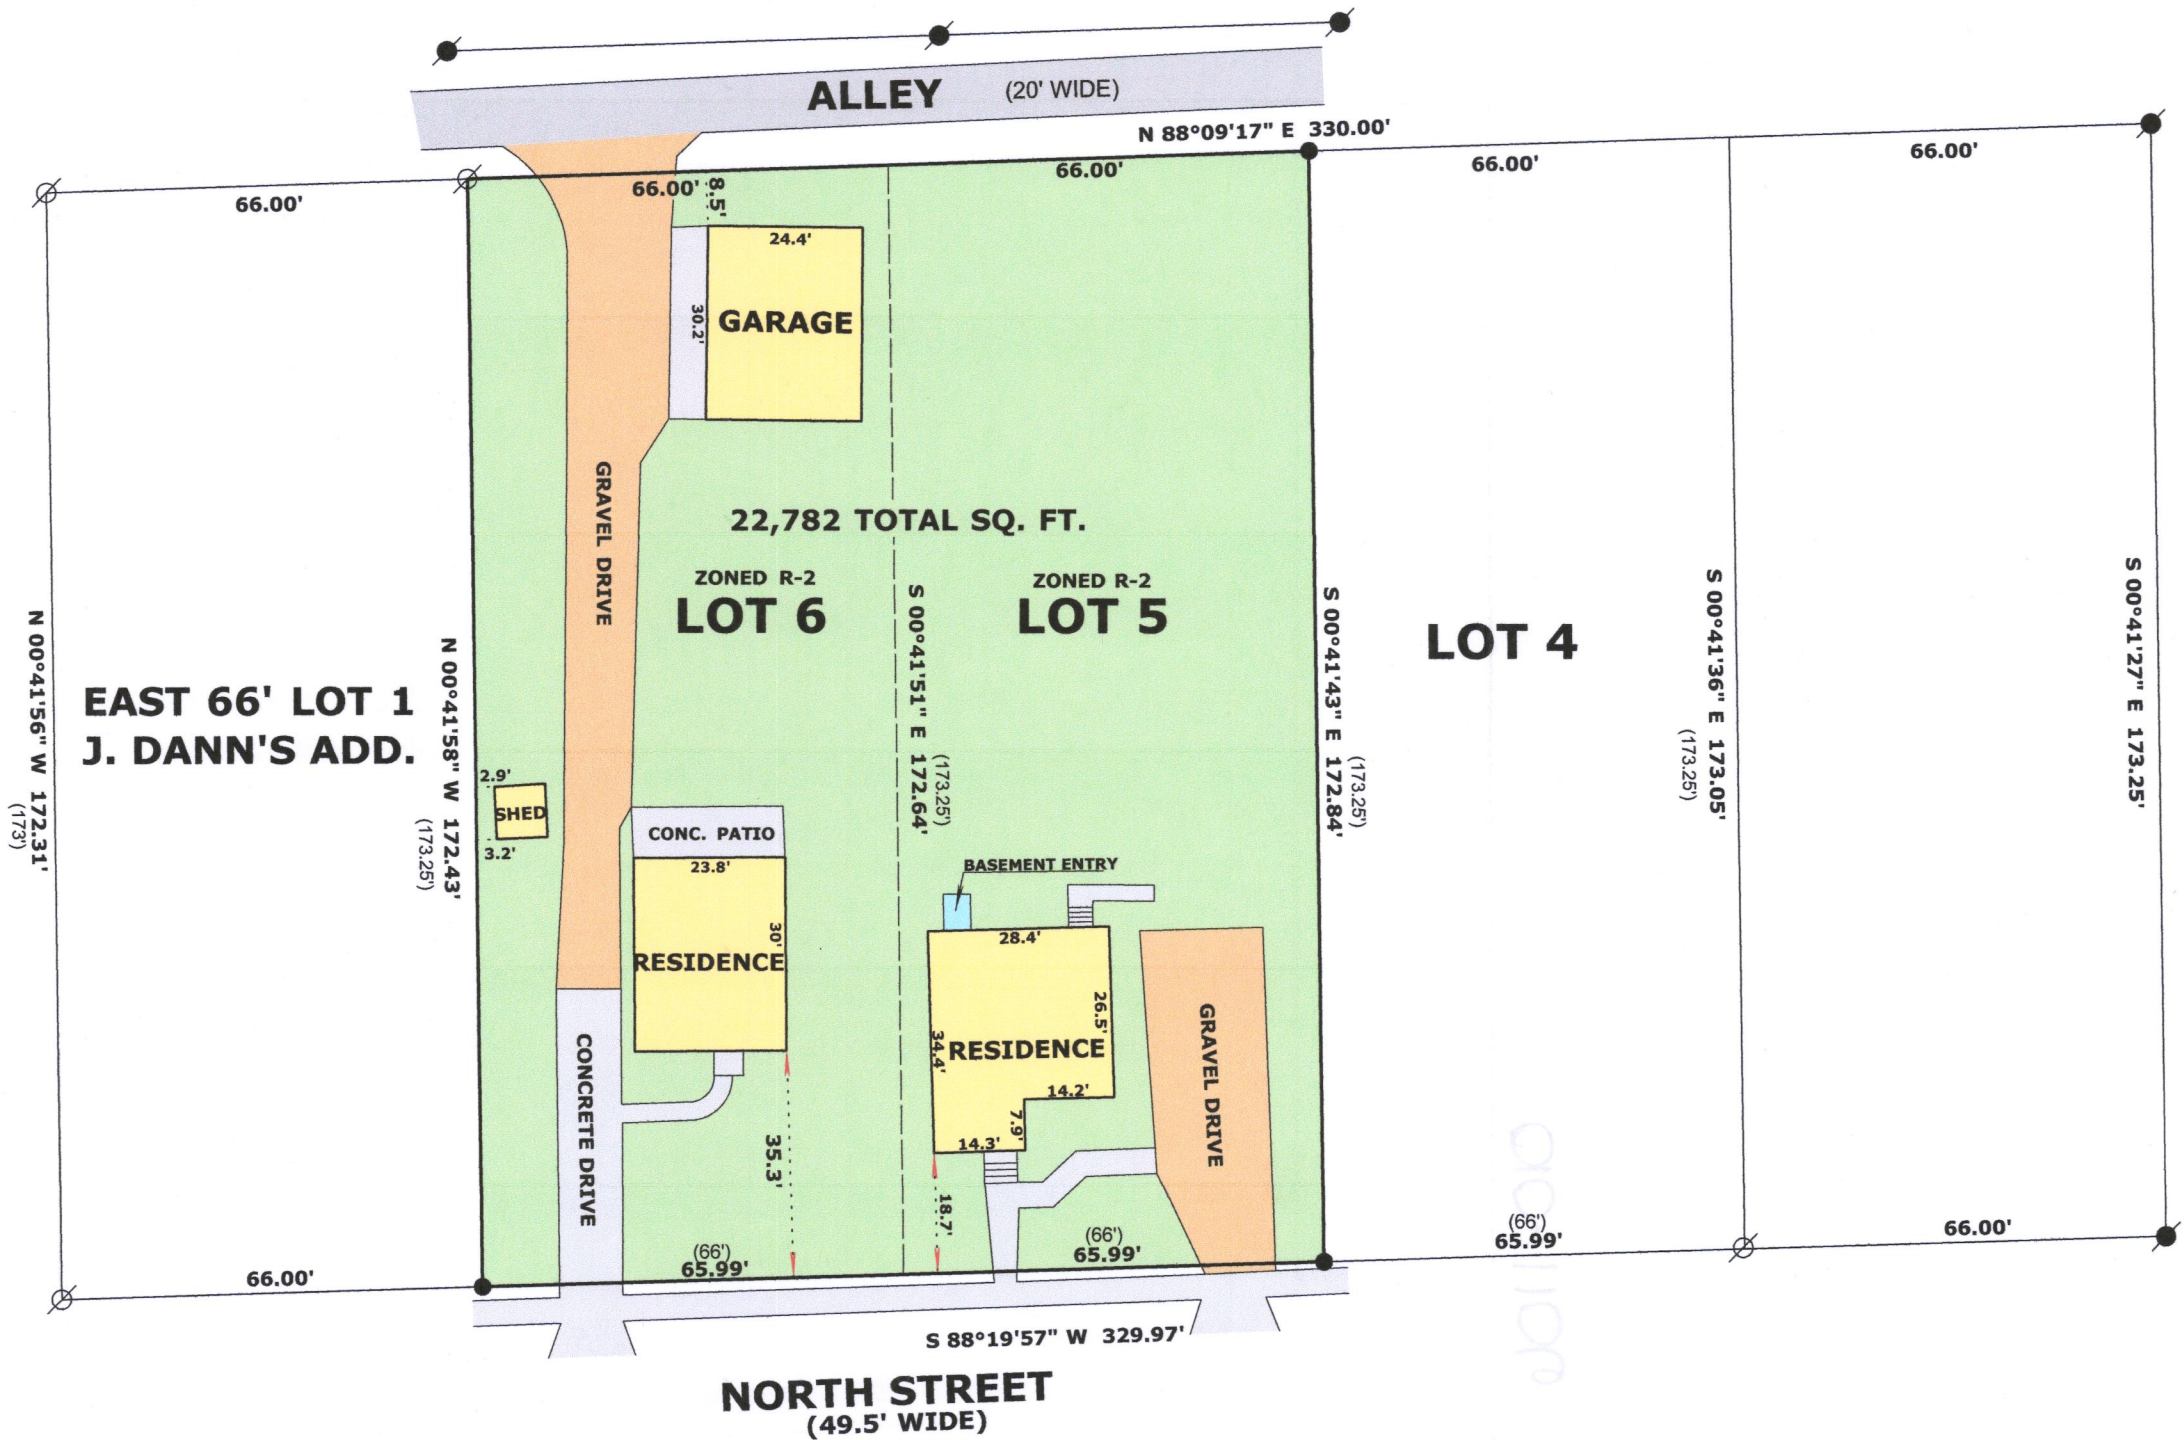 ALLEY (20' WIDE)
N 88°09'17" E 330.00'
66.00'
66.00'
66.00'
66.00'
66.00'
8.5'
24.4'
30.2'
GARAGE
GRAVEL DRIVE
22,782 TOTAL SQ. FT.
ZONED R-2
LOT 6
ZONED R-2
LOT 5
LOT 4
EAST 66' LOT 1
J. DANN'S ADD.
N 00°41'56" W 172.31'
(173')
N 00°41'58" W 172.43'
(173.25')
S 00°41'51" E 172.64'
(173.25')
S 00°41'43" E 172.84'
(173.25')
S 00°41'36" E 173.05'
(173.25')
S 00°41'27" E 173.25'
2.9'
SHED
3.2'
CONC. PATIO
23.8'
30'
RESIDENCE
BASEMENT ENTRY
28.4'
26.5'
34.4'
RESIDENCE
14.2'
7.9'
14.3'
GRAVEL DRIVE
CONCRETE DRIVE
35.3'
18.7'
66.00'
(66')
65.99'
(66')
65.99'
(66')
65.99'
66.00'
S 88°19'57" W 329.97'
NORTH STREET
(49.5' WIDE)